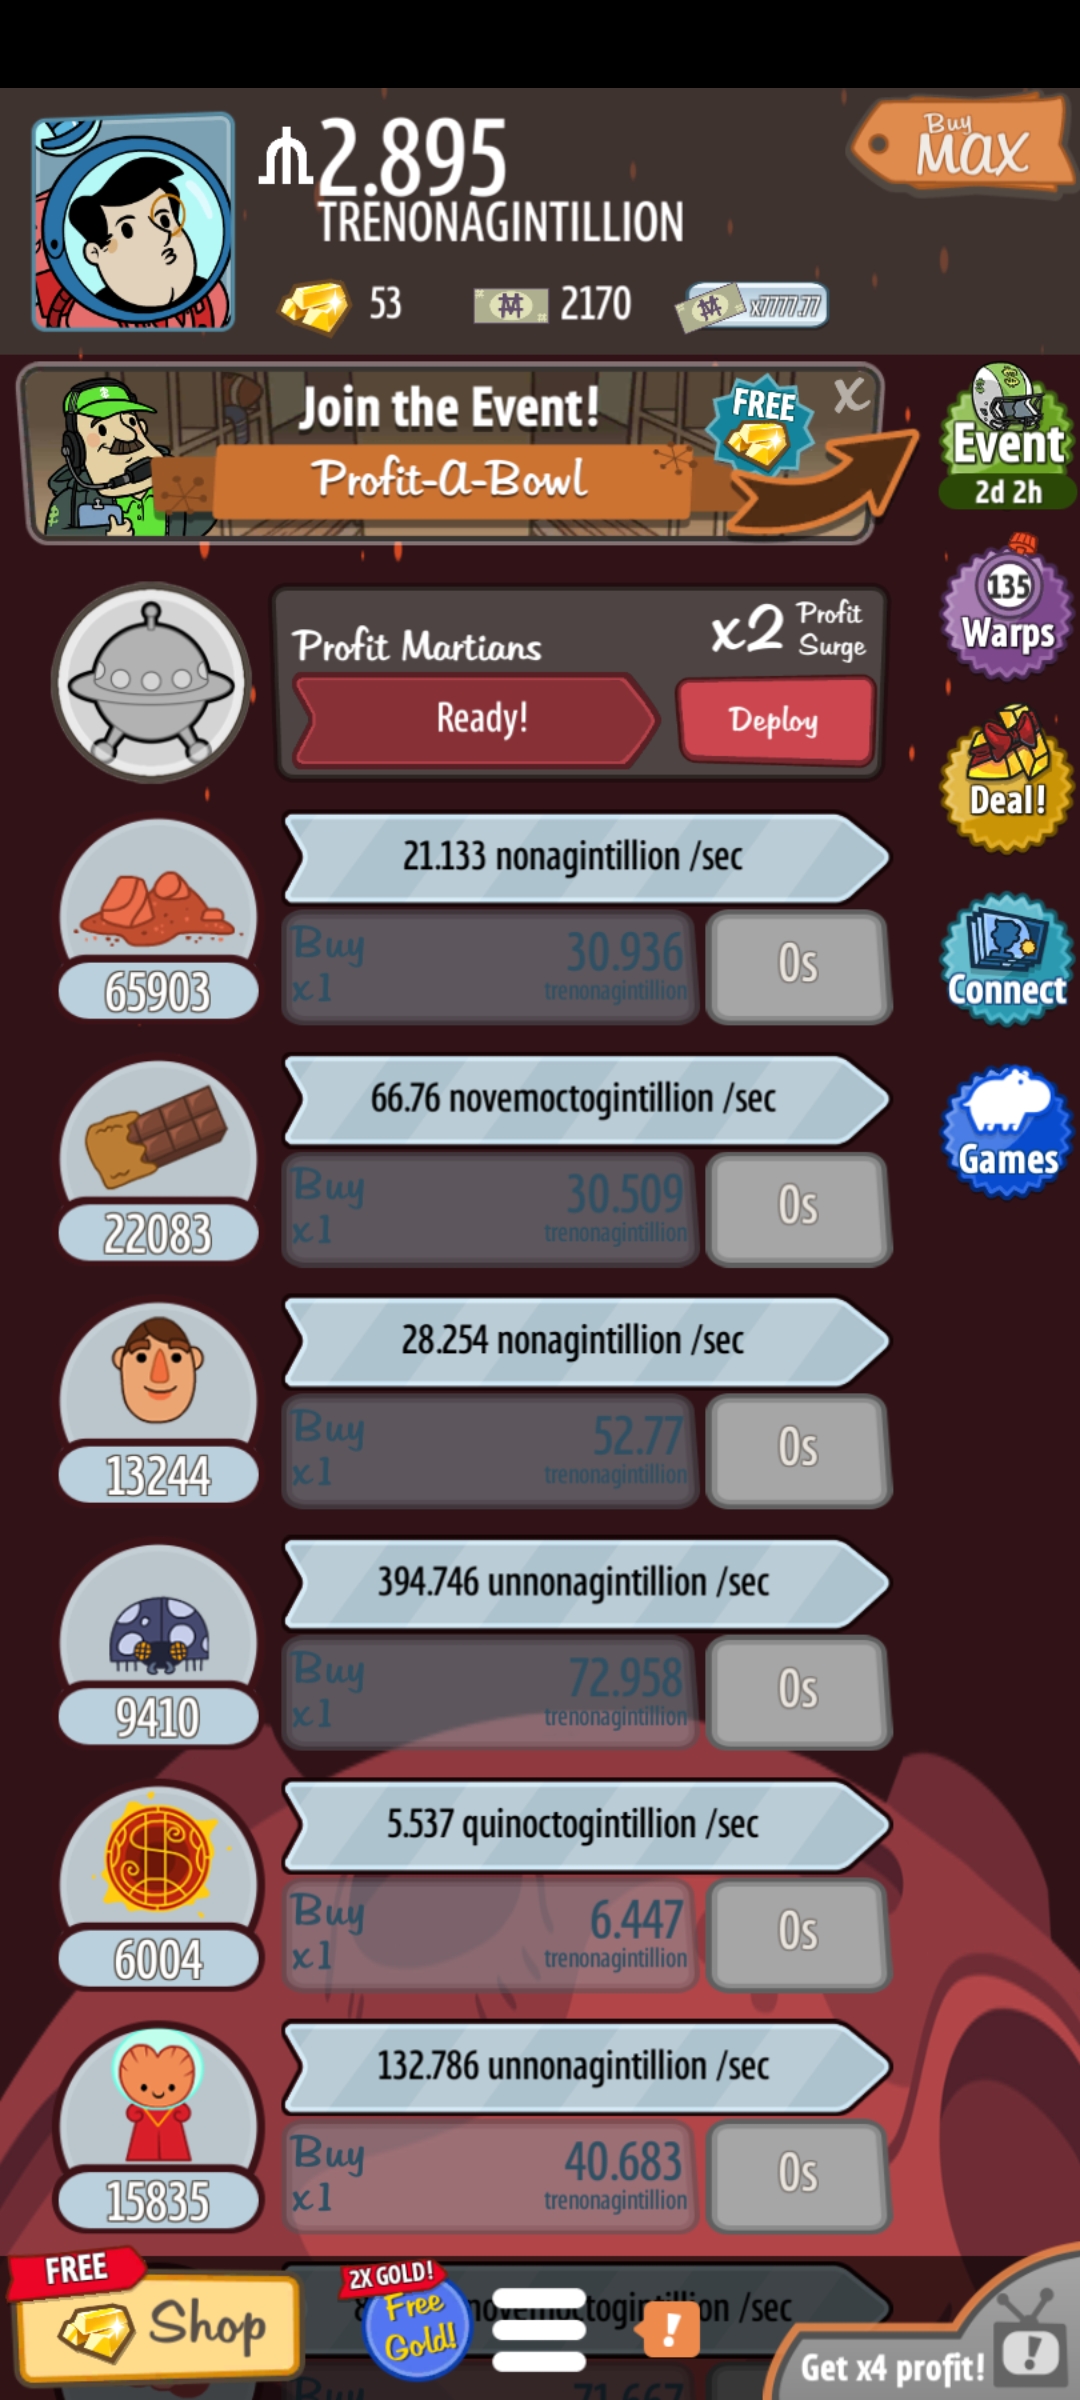 2.895
TRENONAGINTILLION
Buy
MAX
53
2170
x7777.77
Join the Event!
Profit-A-Bowl
FREE
X
Event
2d 2h
Profit Martians
x2 Profit
Surge
Ready!
Deploy
135
Warps
Deal!
21.133 nonagintillion /sec
Buy
x1
30.936
trenonagintillion
0s
65903
Connect
66.76 novemoctogintillion /sec
Buy
x1
30.509
trenonagintillion
0s
22083
Games
28.254 nonagintillion /sec
Buy
x1
52.77
trenonagintillion
0s
13244
394.746 unnonagintillion /sec
Buy
x1
72.958
trenonagintillion
0s
9410
5.537 quinoctogintillion /sec
Buy
x1
6.447
trenonagintillion
0s
6004
132.786 unnonagintillion /sec
Buy
x1
40.683
trenonagintillion
0s
15835
FREE
Shop
2X GOLD!
Free
Gold!
/sec
!
Get x4 profit!
!
Buy